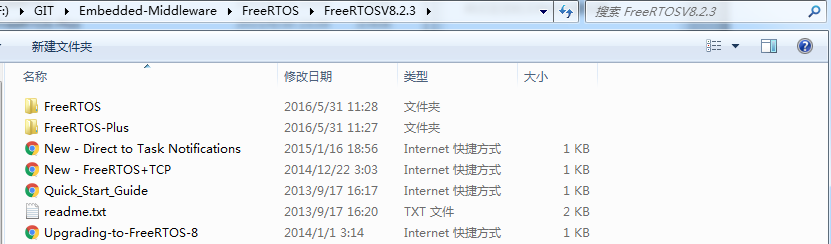 F:) ▸ GIT ▸ Embedded-Middleware ▸ FreeRTOS ▸ FreeRTOSV8.2.3 ▸ 搜索 FreeRTOSV8.2.3
新建文件夹
名称 修改日期 类型 大小
FreeRTOS 2016/5/31 11:28 文件夹
FreeRTOS-Plus 2016/5/31 11:27 文件夹
New - Direct to Task Notifications 2015/1/16 18:56 Internet 快捷方式 1 KB
New - FreeRTOS+TCP 2014/12/22 3:03 Internet 快捷方式 1 KB
Quick_Start_Guide 2013/9/17 16:17 Internet 快捷方式 1 KB
readme.txt 2013/9/17 16:20 TXT 文件 2 KB
Upgrading-to-FreeRTOS-8 2014/1/1 3:14 Internet 快捷方式 1 KB